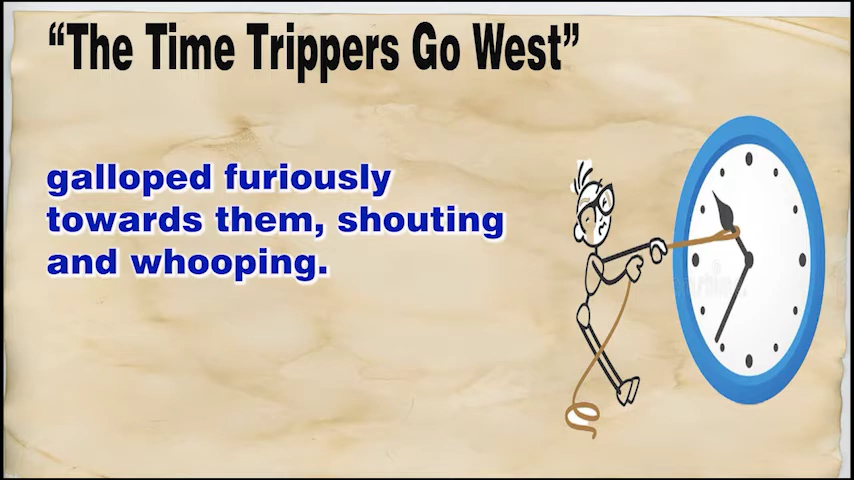 “The Time Trippers Go West”
galloped furiously
towards them, shouting
and whooping.